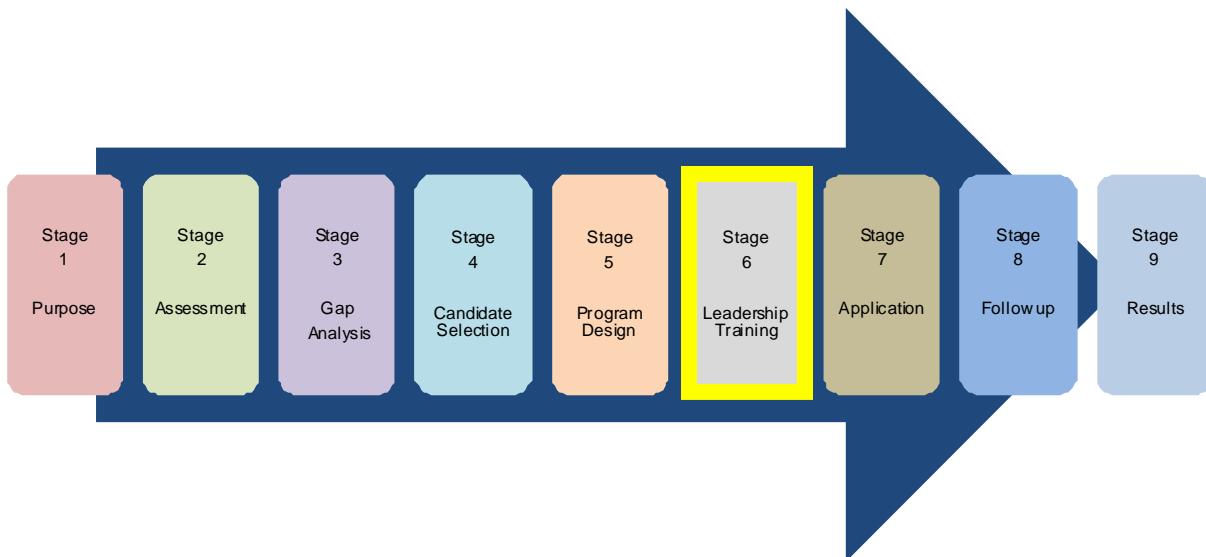 Stage
1
Purpose
Stage
2
Assessment
Stage
3
Gap
Analysis
Stage
4
Candidate
Selection
Stage
5
Program
Design
Stage
6
Leadership
Training
Stage
7
Application
Stage
8
Follow up
Stage
9
Results